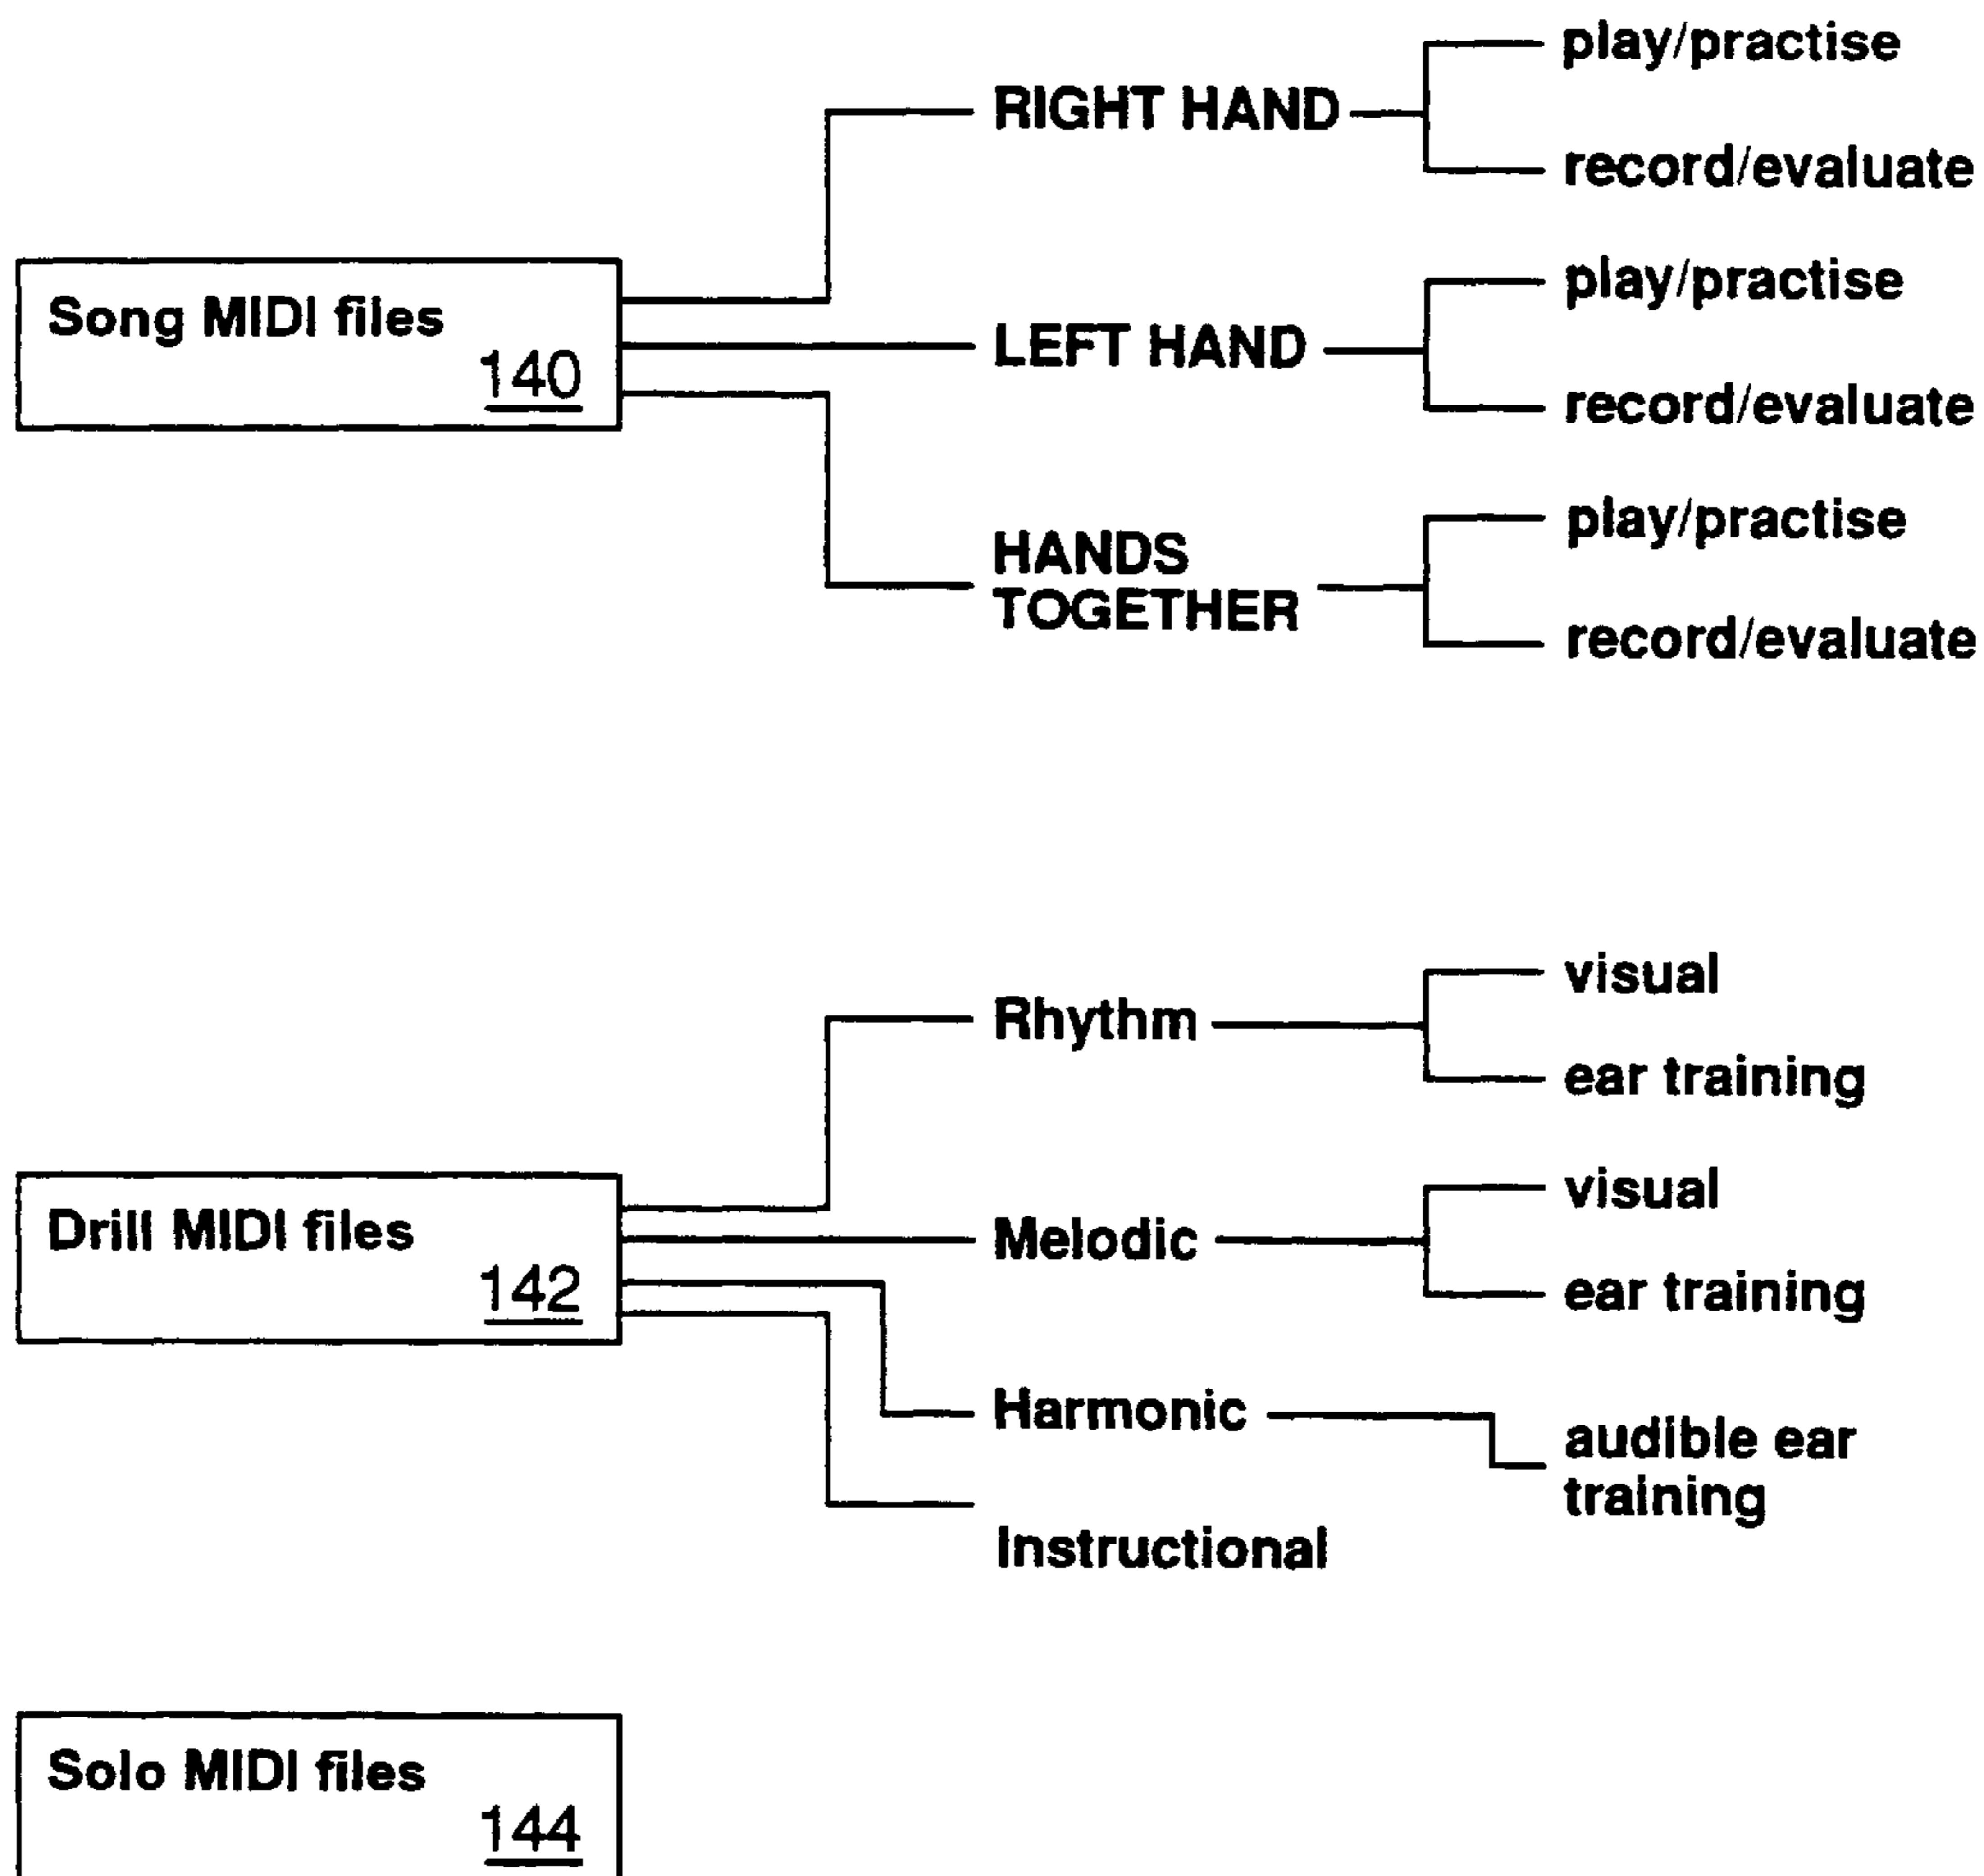 play/practise
RIGHT HAND
record/evaluate
Song MIDI files
140
play/practise
LEFT HAND
record/evaluate
play/practise
HANDS
TOGETHER
record/evaluate
visual
Rhythm
ear training
Drill MIDI files
142
visual
Melodic
ear training
Harmonic
audible ear
training
Instructional
Solo MIDI files
144